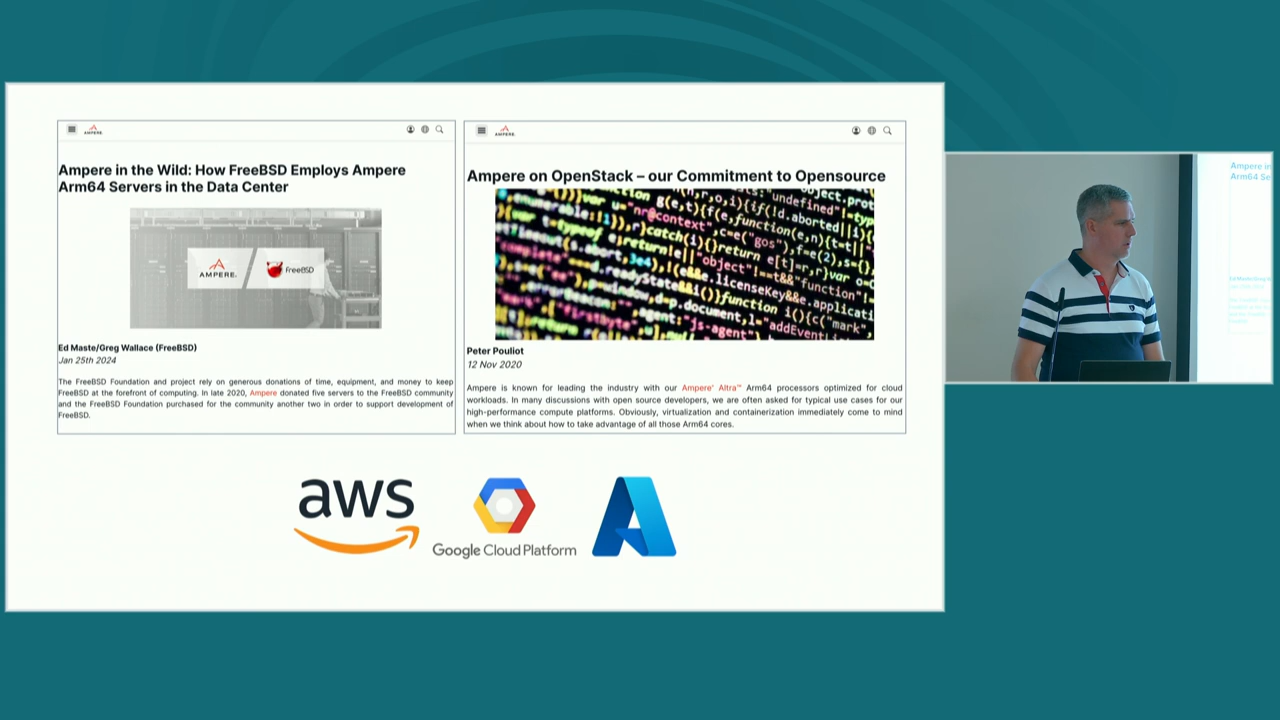 AMPERE.
Ampere in the Wild: How FreeBSD Employs Ampere
Arm64 Servers in the Data Center
AMPERE.
FreeBSD
Ed Maste/Greg Wallace (FreeBSD)
Jan 25th 2024
The FreeBSD Foundation and project rely on generous donations of time, equipment, and money to keep
FreeBSD at the forefront of computing. In late 2020, Ampere donated five servers to the FreeBSD community
and the FreeBSD Foundation purchased for the community another two in order to support development of
FreeBSD.
AMPERE.
Ampere on OpenStack – our Commitment to Opensource
Peter Pouliot
12 Nov 2020
Ampere is known for leading the industry with our Ampere® Altra™ Arm64 processors optimized for cloud
workloads. In many discussions with open source developers, we are often asked for typical use cases for our
high-performance compute platforms. Obviously, virtualization and containerization immediately come to mind
when we think about how to take advantage of all those Arm64 cores.
aws
Google Cloud Platform
Ampere in
Arm64 Se